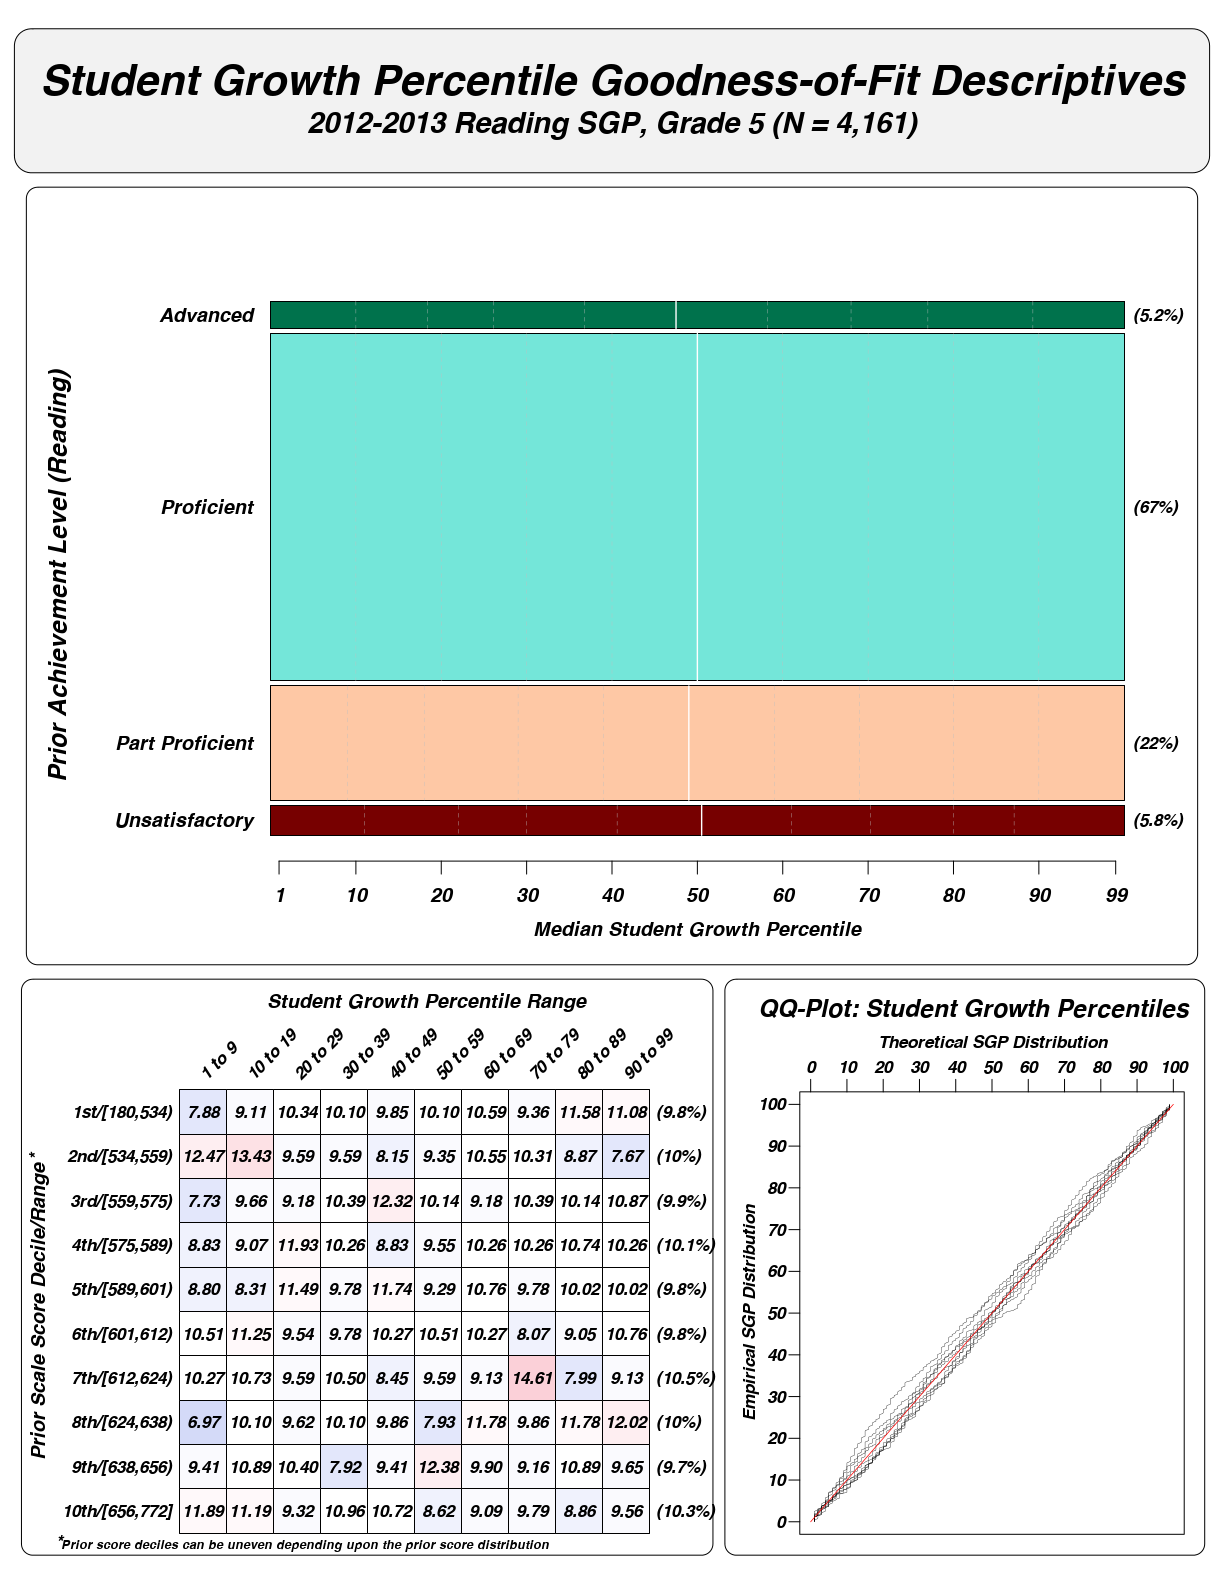 Student Growth Percentile Goodness-of-Fit Descriptives
2012-2013 Reading SGP, Grade 5 (N = 4,161)
Prior Achievement Level (Reading)
Advanced (5.2%)
Proficient (67%)
Part Proficient (22%)
Unsatisfactory (5.8%)
1 10 20 30 40 50 60 70 80 90 99
Median Student Growth Percentile
Student Growth Percentile Range
1 to 9 10 to 19 20 to 29 30 to 39 40 to 49 50 to 59 60 to 69 70 to 79 80 to 89 90 to 99
Prior Scale Score Decile/Range*
1st/[180,534) 7.88 9.11 10.34 10.10 9.85 10.10 10.59 9.36 11.58 11.08 (9.8%)
2nd/[534,559) 12.47 13.43 9.59 9.59 8.15 9.35 10.55 10.31 8.87 7.67 (10%)
3rd/[559,575) 7.73 9.66 9.18 10.39 12.32 10.14 9.18 10.39 10.14 10.87 (9.9%)
4th/[575,589) 8.83 9.07 11.93 10.26 8.83 9.55 10.26 10.26 10.74 10.26 (10.1%)
5th/[589,601) 8.80 8.31 11.49 9.78 11.74 9.29 10.76 9.78 10.02 10.02 (9.8%)
6th/[601,612) 10.51 11.25 9.54 9.78 10.27 10.51 10.27 8.07 9.05 10.76 (9.8%)
7th/[612,624) 10.27 10.73 9.59 10.50 8.45 9.59 9.13 14.61 7.99 9.13 (10.5%)
8th/[624,638) 6.97 10.10 9.62 10.10 9.86 7.93 11.78 9.86 11.78 12.02 (10%)
9th/[638,656) 9.41 10.89 10.40 7.92 9.41 12.38 9.90 9.16 10.89 9.65 (9.7%)
10th/[656,772] 11.89 11.19 9.32 10.96 10.72 8.62 9.09 9.79 8.86 9.56 (10.3%)
*Prior score deciles can be uneven depending upon the prior score distribution
QQ-Plot: Student Growth Percentiles
Theoretical SGP Distribution
0 10 20 30 40 50 60 70 80 90 100
Empirical SGP Distribution
100
90
80
70
60
50
40
30
20
10
0